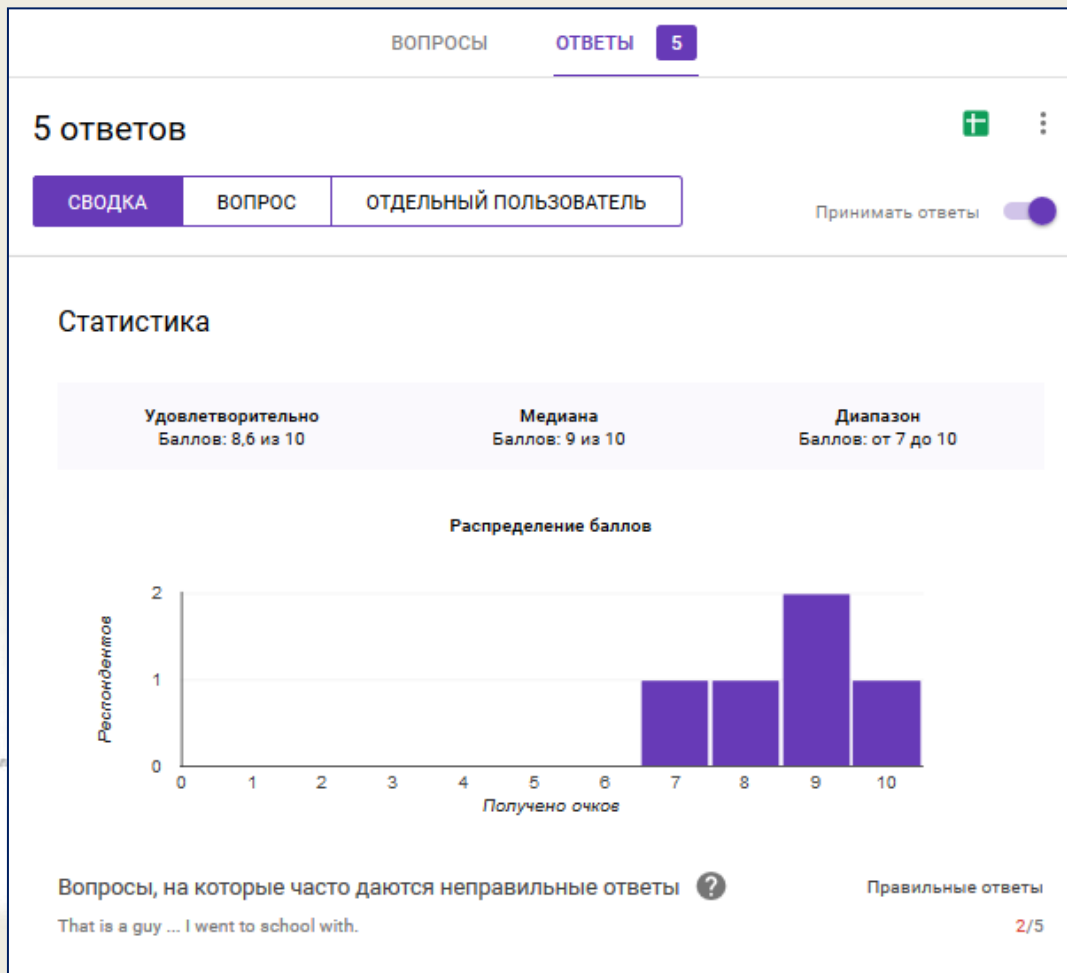 ВОПРОСЫ ОТВЕТЫ 5
5 ответов
СВОДКА ВОПРОС ОТДЕЛЬНЫЙ ПОЛЬЗОВАТЕЛЬ
Принимать ответы
Статистика
Удовлетворительно Медиана Диапазон
Баллов: 8,6 из 10 Баллов: 9 из 10 Баллов: от 7 до 10
Распределение баллов
Респондентов
2
1
0
0 1 2 3 4 5 6 7 8 9 10
Получено очков
Вопросы, на которые часто даются неправильные ответы ? Правильные ответы
That is a guy ... I went to school with. 2/5